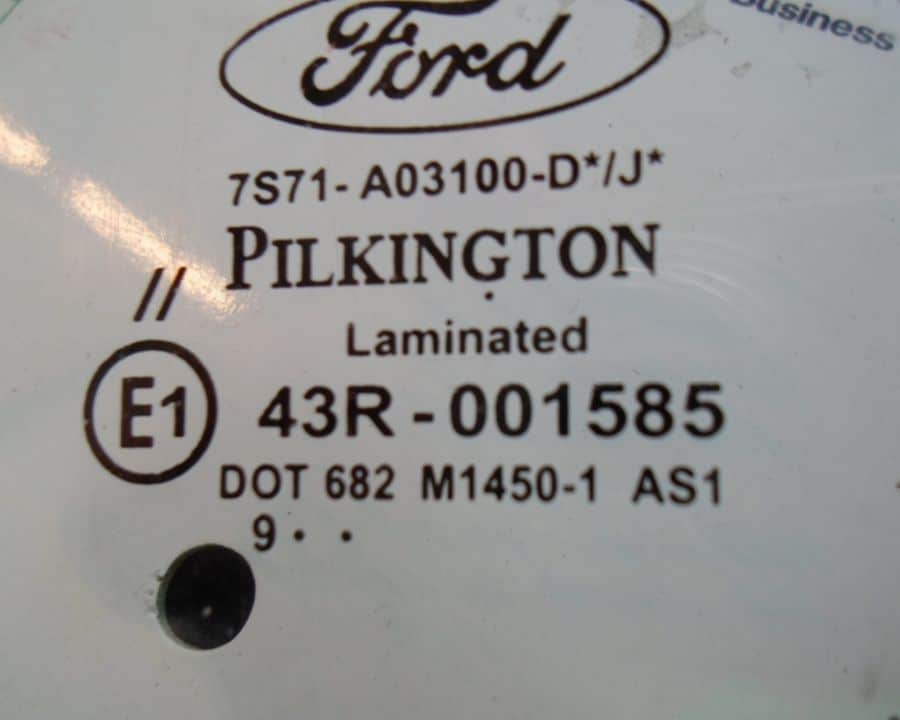 Ford
Business
7S71-A03100-D*/J*
PILKINGTON
//
Laminated
E1
43R-001585
DOT 682 M1450-1 AS1
9 · ·